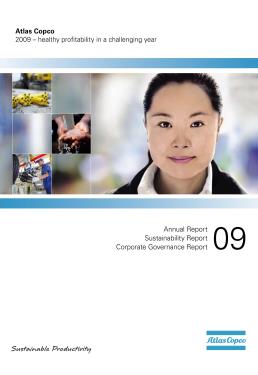 Atlas Copco
2009 – healthy profitability in a challenging year
Annual Report
Sustainability Report
Corporate Governance Report
09
Atlas Copco
Sustainable Productivity